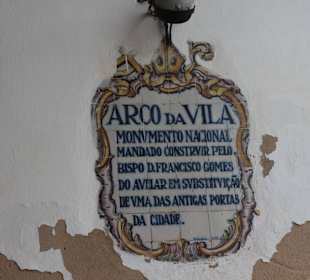 ARCO DA VILA
MONVMENTO NACIONAL
MANDADO CONSTRVIR PELO
BISPO D. FRANCISCO GOMES
DO AVELAR EM SVBSTITVIÇÃO
DE VMA DAS ANTIGAS PORTAS
DA CIDADE.